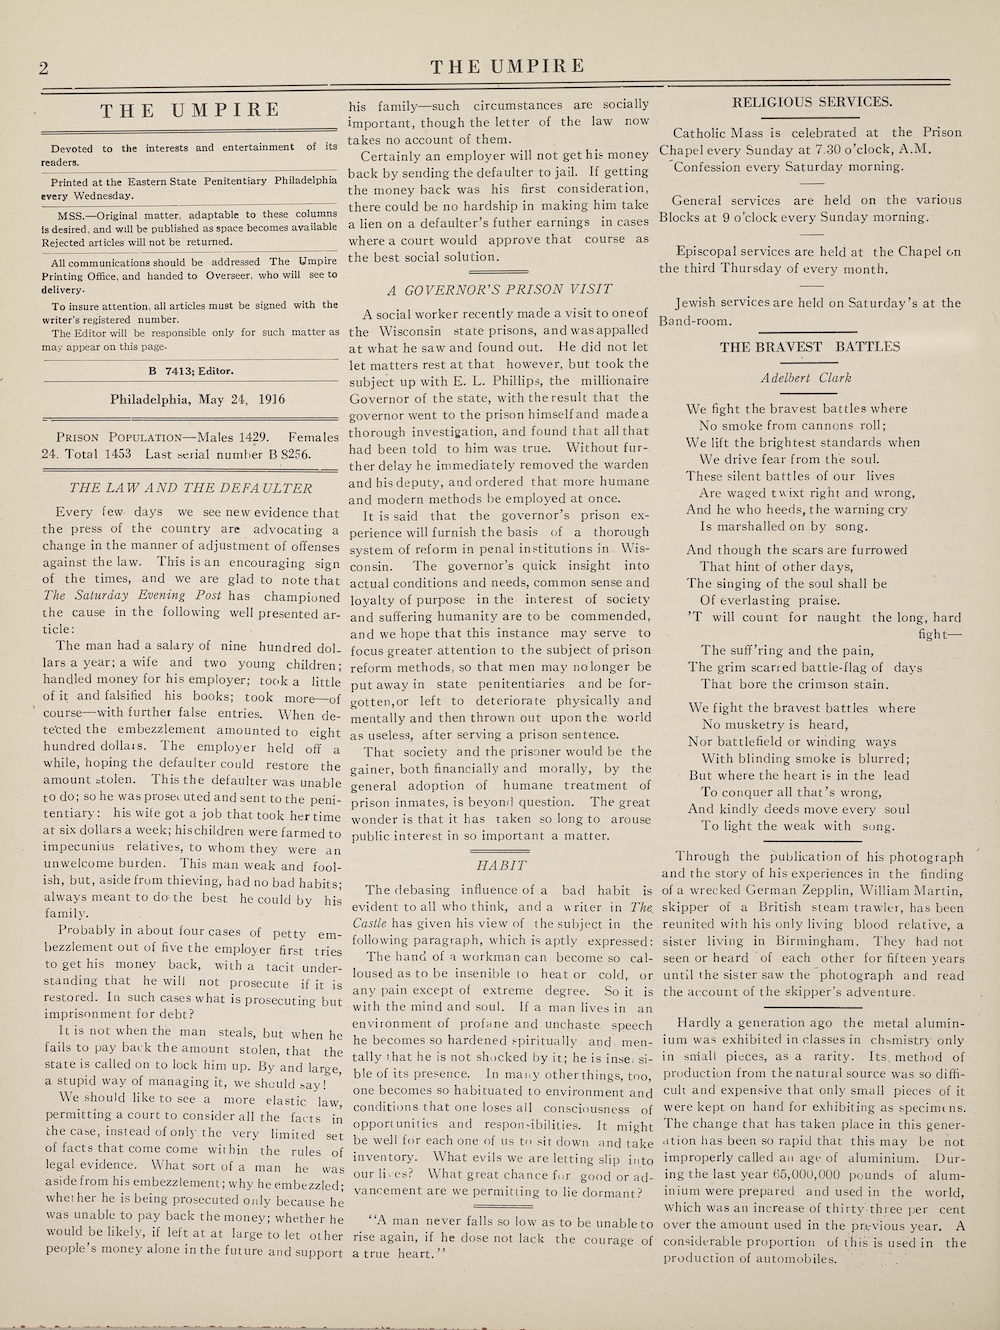 2
THE UMPIRE
THE UMPIRE
Devoted to the interests and entertainment of its
readers.
Printed at the Eastern State Penitentiary Philadelphia
every Wednesday.
MSS.—Original matter, adaptable to these columns
is desired, and will be published as space becomes available
Rejected articles will not be returned.
All communications should be addressed The Umpire
Printing Office, and handed to Overseer, who will see to
delivery.
To insure attention, all articles must be signed with the
writer's registered number.
The Editor will be responsible only for such matter as
may appear on this page.
B 7413; Editor.
Philadelphia, May 24, 1916
PRISON POPULATION—Males 1429. Females
24. Total 1453 Last serial number B 8256.
THE LAW AND THE DEFAULTER
Every few days we see new evidence that
the press of the country are advocating a
change in the manner of adjustment of offenses
against the law. This is an encouraging sign
of the times, and we are glad to note that
The Saturday Evening Post has championed
the cause in the following well presented ar-
ticle:
The man had a salary of nine hundred dol-
lars a year; a wife and two young children;
handled money for his employer; took a little
of it and falsified his books; took more—of
course—with further false entries. When de-
tected the embezzlement amounted to eight
hundred dollars. The employer held off a
while, hoping the defaulter could restore the
amount stolen. This the defaulter was unable
to do; so he was prosecuted and sent to the peni-
tentiary: his wife got a job that took her time
at six dollars a week; his children were farmed to
impecunius relatives, to whom they were an
unwelcome burden. This man weak and fool-
ish, but, aside from thieving, had no bad habits;
always meant to do the best he could by his
family.
Probably in about four cases of petty em-
bezzlement out of five the employer first tries
to get his money back, with a tacit under-
standing that he will not prosecute if it is
restored. In such cases what is prosecuting but
imprisonment for debt?
It is not when the man steals, but when he
fails to pay back the amount stolen, that the
state is called on to lock him up. By and large,
a stupid way of managing it, we should say!
We should like to see a more elastic law,
permitting a court to consider all the facts in
the case, instead of only the very limited set
of facts that come come within the rules of
legal evidence. What sort of a man he was
aside from his embezzlement; why he embezzled;
whether he is being prosecuted only because he
was unable to pay back the money; whether he
would be likely, if left at at large to let other
people's money alone in the future and support
his family—such circumstances are socially
important, though the letter of the law now
takes no account of them.
Certainly an employer will not get his money
back by sending the defaulter to jail. If getting
the money back was his first consideration,
there could be no hardship in making him take
a lien on a defaulter's futher earnings in cases
where a court would approve that course as
the best social solution.
A GOVERNOR'S PRISON VISIT
A social worker recently made a visit to one of
the Wisconsin state prisons, and was appalled
at what he saw and found out. He did not let
let matters rest at that however, but took the
subject up with E. L. Phillips, the millionaire
Governor of the state, with the result that the
governor went to the prison himself and made a
thorough investigation, and found that all that
had been told to him was true. Without fur-
ther delay he immediately removed the warden
and his deputy, and ordered that more humane
and modern methods be employed at once.
It is said that the governor's prison ex-
perience will furnish the basis of a thorough
system of reform in penal institutions in Wis-
consin. The governor's quick insight into
actual conditions and needs, common sense and
loyalty of purpose in the interest of society
and suffering humanity are to be commended,
and we hope that this instance may serve to
focus greater attention to the subject of prison
reform methods, so that men may no longer be
put away in state penitentiaries and be for-
gotten, or left to deteriorate physically and
mentally and then thrown out upon the world
as useless, after serving a prison sentence.
That society and the prisoner would be the
gainer, both financially and morally, by the
general adoption of humane treatment of
prison inmates, is beyond question. The great
wonder is that it has taken so long to arouse
public interest in so important a matter.
HABIT
The debasing influence of a bad habit is
evident to all who think, and a writer in The
Castle has given his view of the subject in the
following paragraph, which is aptly expressed:
The hand of a workman can become so cal-
loused as to be insenible to heat or cold, or
any pain except of extreme degree. So it is
with the mind and soul. If a man lives in an
environment of profane and unchaste speech
he becomes so hardened spiritually and men-
tally that he is not shocked by it; he is insensi-
ble of its presence. In many other things, too,
one becomes so habituated to environment and
conditions that one loses all consciousness of
opportunities and responsibilities. It might
be well for each one of us to sit down and take
inventory. What evils we are letting slip into
our lives? What great chance for good or ad-
vancement are we permitting to lie dormant?
"A man never falls so low as to be unable to
rise again, if he dose not lack the courage of
a true heart."
RELIGIOUS SERVICES.
Catholic Mass is celebrated at the Prison
Chapel every Sunday at 7.30 o'clock, A.M.
Confession every Saturday morning.
General services are held on the various
Blocks at 9 o'clock every Sunday morning.
Episcopal services are held at the Chapel on
the third Thursday of every month.
Jewish services are held on Saturday's at the
Band-room.
THE BRAVEST BATTLES
Adelbert Clark
We fight the bravest battles where
No smoke from cannons roll;
We lift the brightest standards when
We drive fear from the soul.
These silent battles of our lives
Are waged twixt right and wrong,
And he who heeds, the warning cry
Is marshalled on by song.
And though the scars are furrowed
That hint of other days,
The singing of the soul shall be
Of everlasting praise.
'T will count for naught the long, hard
fight—
The suff'ring and the pain,
The grim scarred battle-flag of days
That bore the crimson stain.
We fight the bravest battles where
No musketry is heard,
Nor battlefield or winding ways
With blinding smoke is blurred;
But where the heart is in the lead
To conquer all that's wrong,
And kindly deeds move every soul
To light the weak with song.
Through the publication of his photograph
and the story of his experiences in the finding
of a wrecked German Zepplin, William Martin,
skipper of a British steam trawler, has been
reunited with his only living blood relative, a
sister living in Birmingham. They had not
seen or heard of each other for fifteen years
until the sister saw the photograph and read
the account of the skipper's adventure.
Hardly a generation ago the metal alumin-
ium was exhibited in classes in chsmistry only
in small pieces, as a rarity. Its method of
production from the natural source was so diffi-
cult and expensive that only small pieces of it
were kept on hand for exhibiting as specimens.
The change that has taken place in this gener-
ation has been so rapid that this may be not
improperly called an age of aluminium. Dur-
ing the last year 65,000,000 pounds of alum-
inium were prepared and used in the world,
which was an increase of thirty-three per cent
over the amount used in the previous year. A
considerable proportion of this is used in the
production of automobiles.